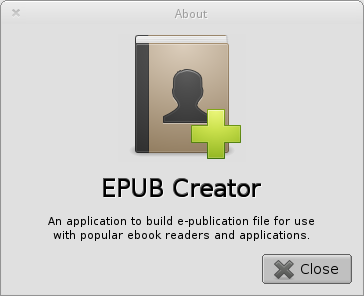 About
EPUB Creator
An application to build e-publication file for use
with popular ebook readers and applications.
Close